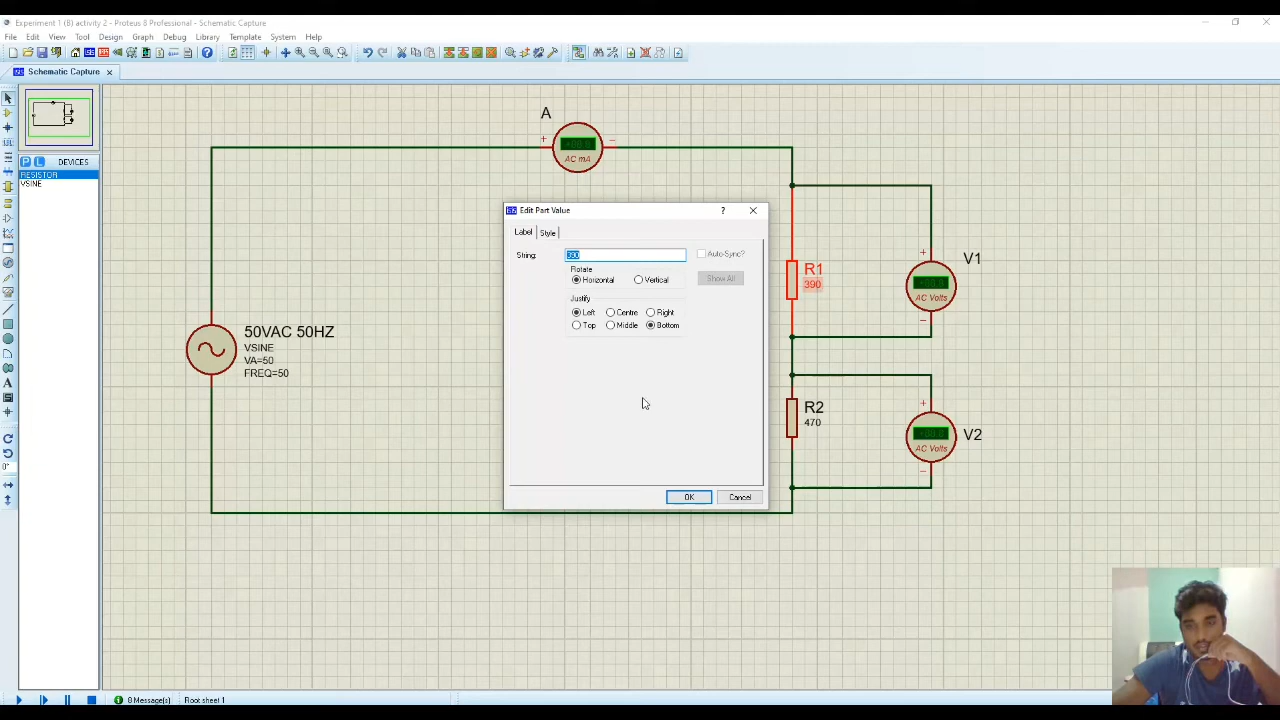 Experiment 1 (B) activity 2 - Proteus 8 Professional - Schematic Capture
File Edit View Tool Design Graph Debug Library Template System Help
Schematic Capture
P L DEVICES
RESISTOR
VSINE
A
+
AC mA
50VAC 50HZ
VSINE
VA=50
FREQ=50
Edit Part Value
Label Style
String: 390 Auto-Sync?
Rotate
Horizontal Vertical
Show All
Justify
Left Centre Right
Top Middle Bottom
OK Cancel
R1
390
V1
+
AC Volts
R2
470
V2
+
AC Volts
0°
8 Message(s) Root sheet 1